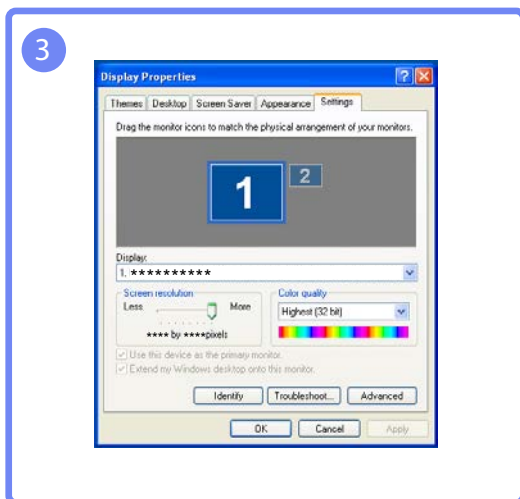 3
Display Properties
Themes Desktop Screen Saver Appearance Settings
Drag the monitor icons to match the physical arrangement of your monitors.
1 2
Display:
1. **********
Screen resolution Color quality
Less More Highest (32 bit)
**** by ****pixels
Use this device as the primary monitor.
Extend my Windows desktop onto this monitor.
Identify Troubleshoot... Advanced
OK Cancel Apply